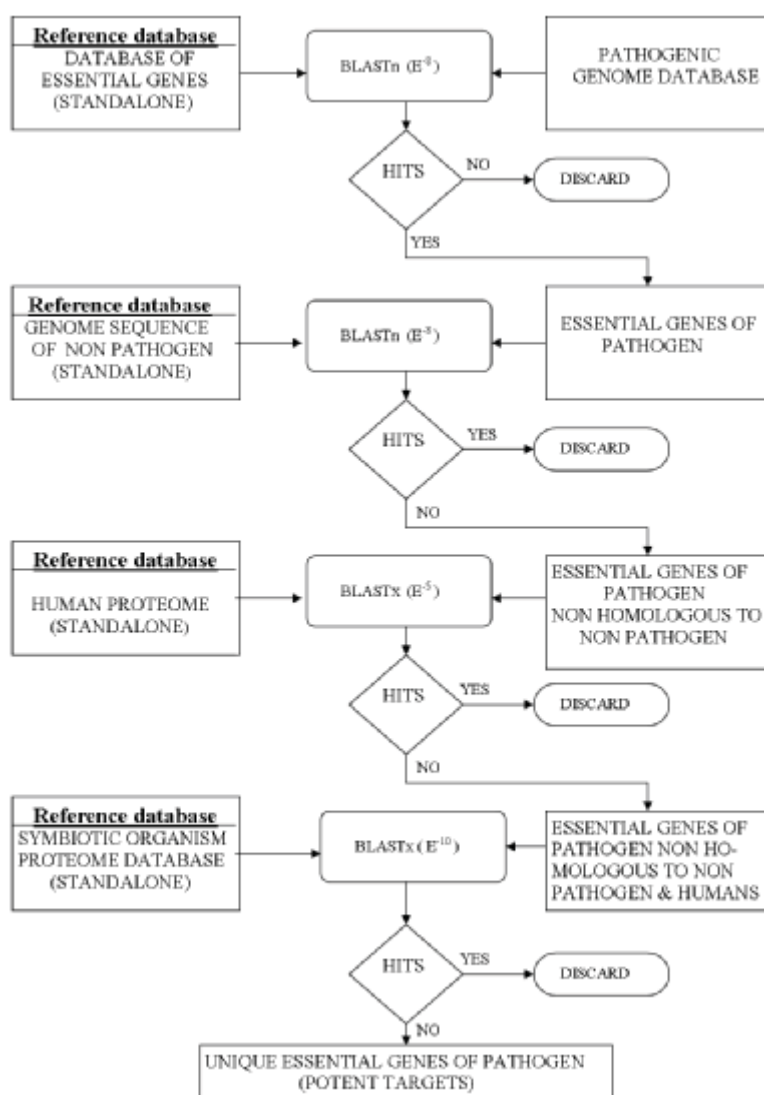 Reference database
DATABASE OF
ESSENTIAL GENES
(STANDALONE)
BLASTn
PATHOGENIC
GENOME DATABASE
HITS
NO
DISCARD
YES
Reference database
GENOME SEQUENCE
OF NON PATHOGEN
(STANDALONE)
BLASTn
ESSENTIAL GENES OF
PATHOGEN
HITS
YES
DISCARD
NO
Reference database
HUMAN PROTEOME
(STANDALONE)
BLASTx (E⁻⁵)
ESSENTIAL GENES OF
PATHOGEN
NON HOMOLOGOUS TO
NON PATHOGEN
HITS
YES
DISCARD
NO
Reference database
SYMBIOTIC ORGANISM
PROTEOME DATABASE
(STANDALONE)
BLASTx (E⁻¹⁰)
ESSENTIAL GENES OF
PATHOGEN NON HO-
MOLOGOUS TO NON
PATHOGEN & HUMANS
HITS
YES
DISCARD
NO
UNIQUE ESSENTIAL GENES OF PATHOGEN
(POTENT TARGETS)